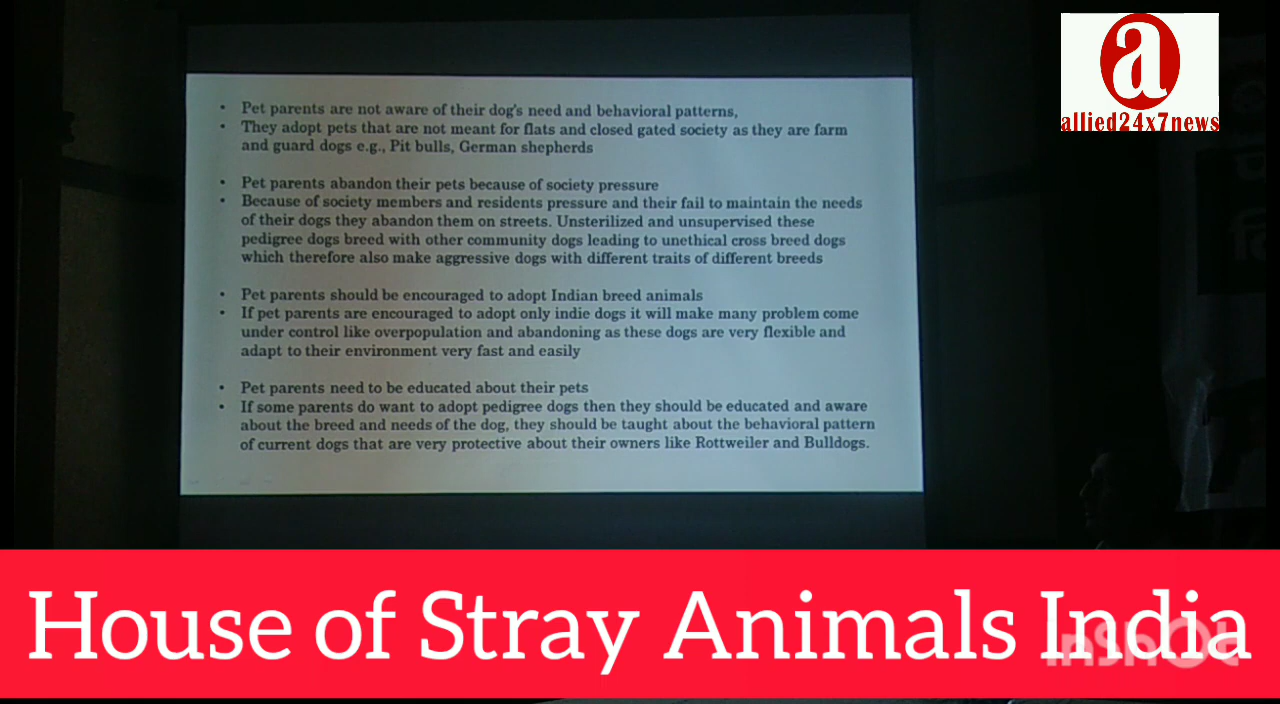 a
allied24x7news
• Pet parents are not aware of their dog's need and behavioral patterns,
• They adopt pets that are not meant for flats and closed gated society as they are farm
and guard dogs e.g., Pit bulls, German shepherds
• Pet parents abandon their pets because of society pressure
• Because of society members and residents pressure and their fail to maintain the needs
of their dogs they abandon them on streets. Unsterilized and unsupervised these
pedigree dogs breed with other community dogs leading to unethical cross breed dogs
which therefore also make aggressive dogs with different traits of different breeds
• Pet parents should be encouraged to adopt Indian breed animals
• If pet parents are encouraged to adopt only indie dogs it will make many problem come
under control like overpopulation and abandoning as these dogs are very flexible and
adapt to their environment very fast and easily
• Pet parents need to be educated about their pets
• If some parents do want to adopt pedigree dogs then they should be educated and aware
about the breed and needs of the dog, they should be taught about the behavioral pattern
of current dogs that are very protective about their owners like Rottweiler and Bulldogs.
House of Stray Animals India
InShOt